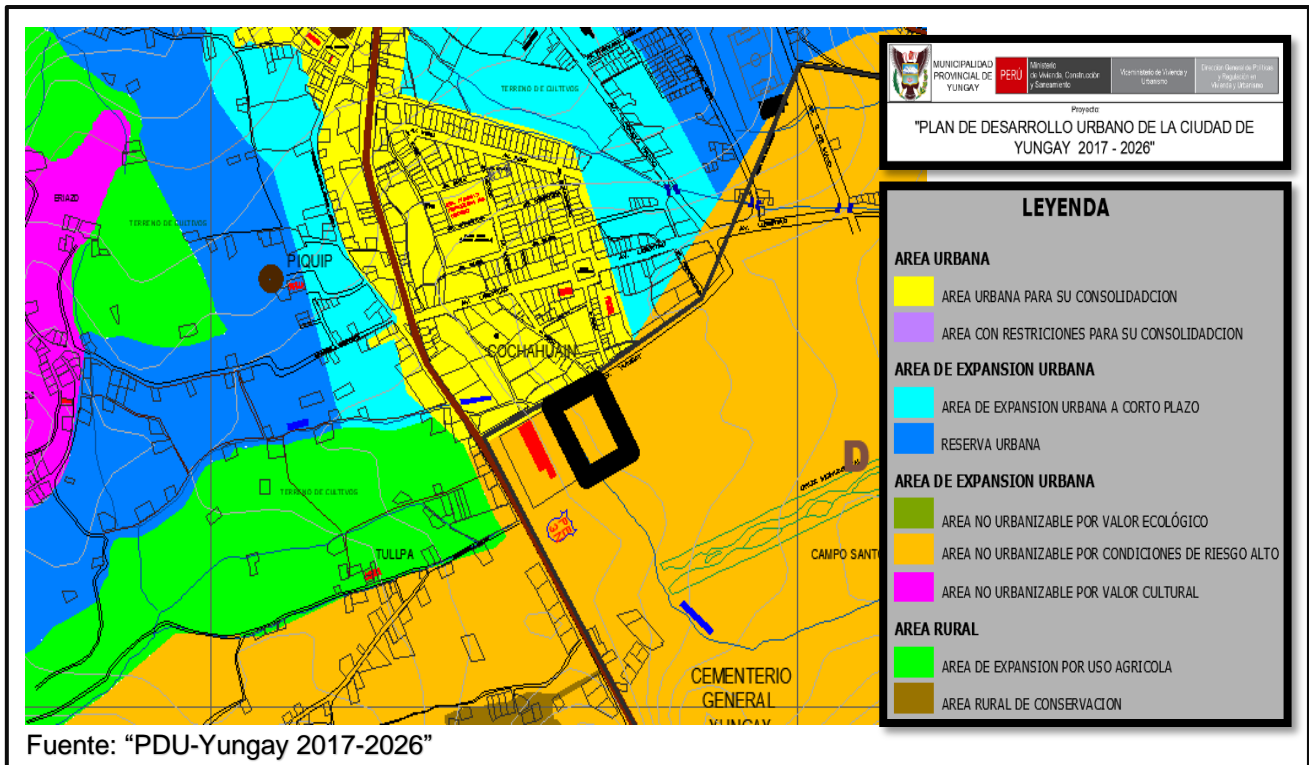 MUNICIPALIDAD
PROVINCIAL DE
YUNGAY
PERÚ
Ministerio
de Vivienda, Construcción
y Saneamiento
Viceministerio de Vivienda y
Urbanismo
Dirección General de Políticas
y Regulación en
Vivienda y Urbanismo
Proyecto:
"PLAN DE DESARROLLO URBANO DE LA CIUDAD DE
YUNGAY 2017 - 2026"
LEYENDA
AREA URBANA
AREA URBANA PARA SU CONSOLIDADCION
AREA CON RESTRICIONES PARA SU CONSOLIDADCION
AREA DE EXPANSION URBANA
AREA DE EXPANSION URBANA A CORTO PLAZO
RESERVA URBANA
AREA DE EXPANSION URBANA
AREA NO URBANIZABLE POR VALOR ECOLÓGICO
AREA NO URBANIZABLE POR CONDICIONES DE RIESGO ALTO
AREA NO URBANIZABLE POR VALOR CULTURAL
AREA RURAL
AREA DE EXPANSION POR USO AGRICOLA
AREA RURAL DE CONSERVACION
TERRENO DE CULTIVOS
ERIAZO
TERRENO DE CULTIVOS
PIQUIP
COCHAHUAIN
TERRENO DE CULTIVOS
TULLPA
D
CAMPO SANTO
CEMENTERIO
GENERAL
YUNGAY
Fuente: “PDU-Yungay 2017-2026”